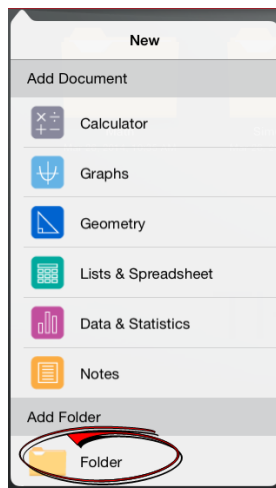 New
Add Document
Calculator
Graphs
Geometry
Lists & Spreadsheet
Data & Statistics
Notes
Add Folder
Folder